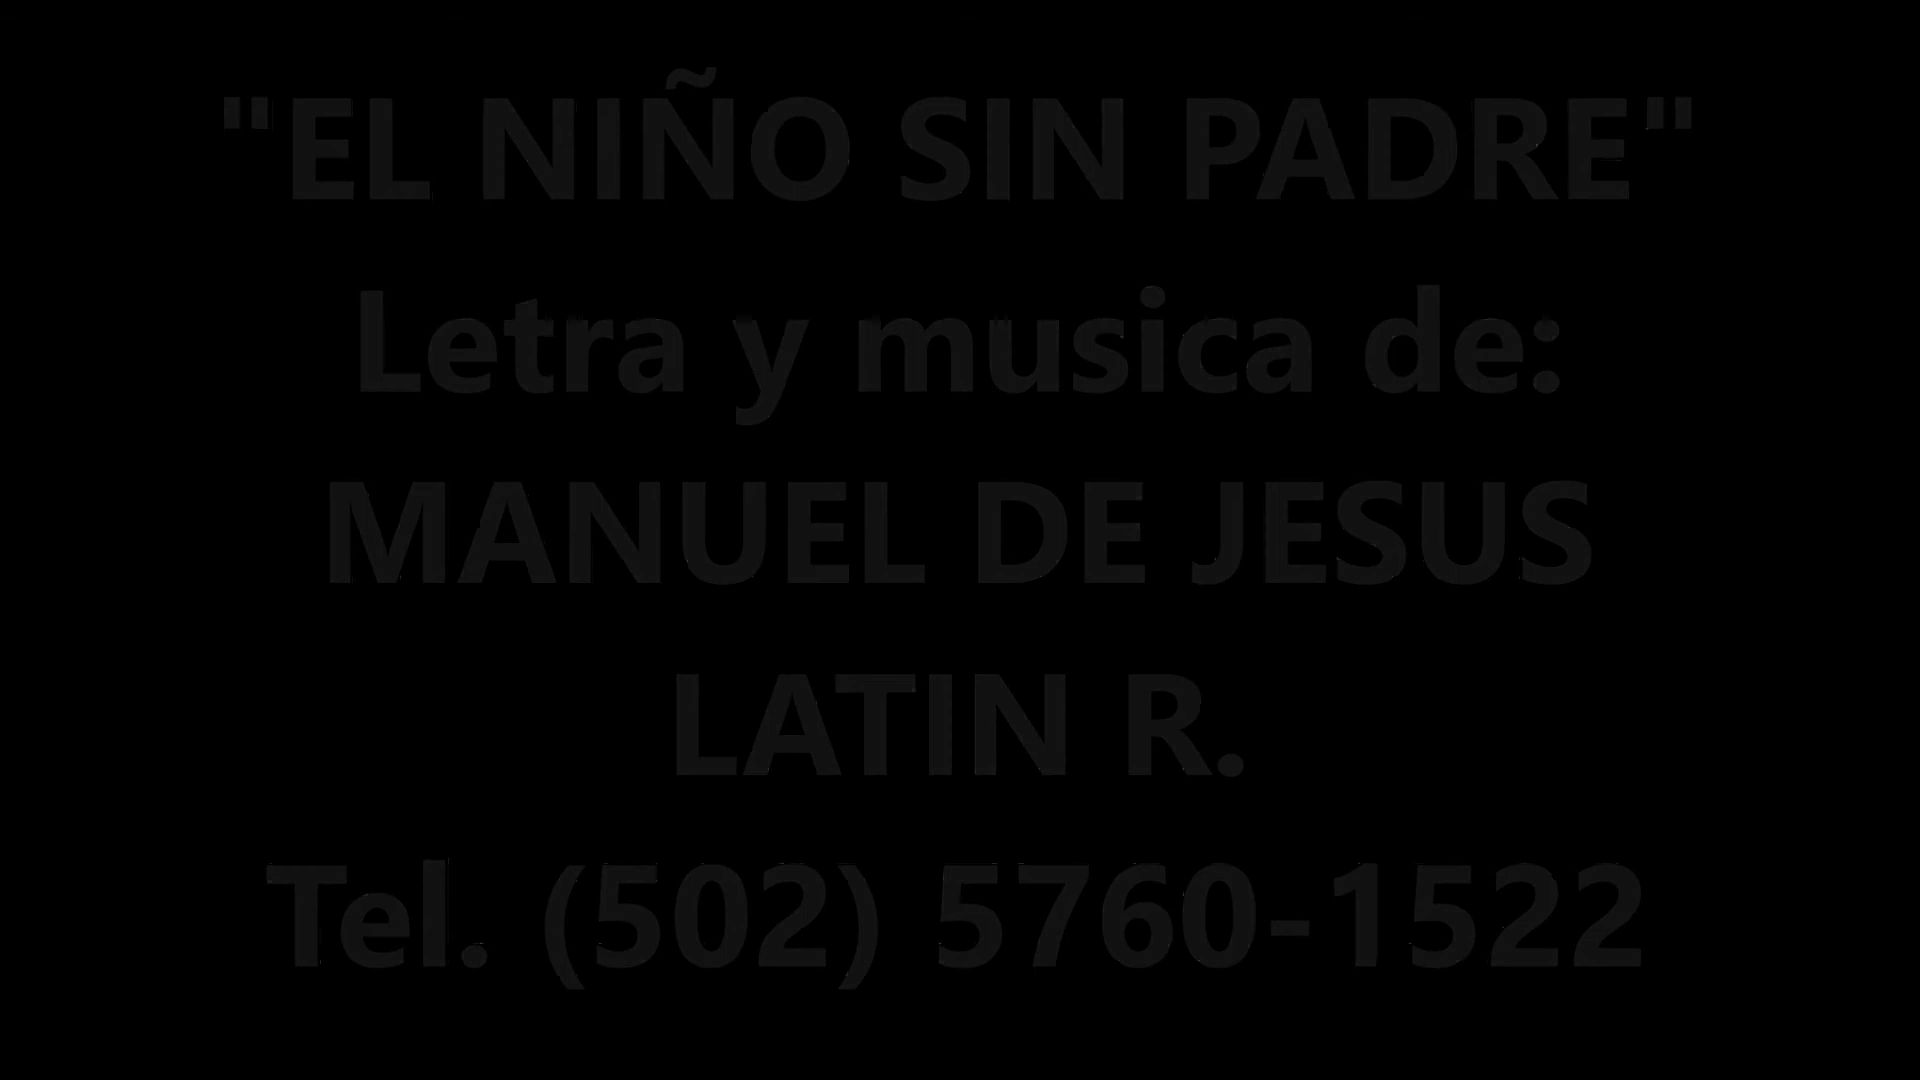 "EL NIÑO SIN PADRE"
Letra y musica de:
MANUEL DE JESUS
LATIN R.
Tel. (502) 5760-1522